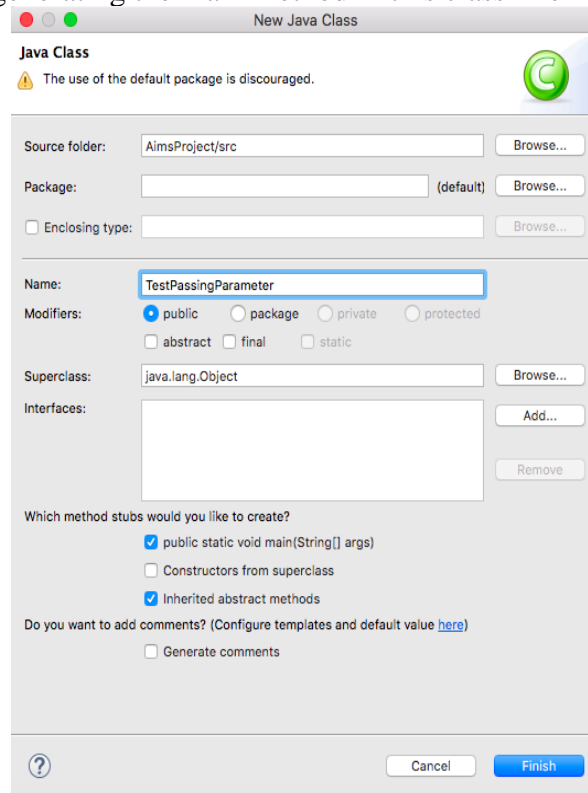 New Java Class
Java Class
The use of the default package is discouraged.
Source folder: AimsProject/src Browse...
Package: (default) Browse...
Enclosing type: Browse...
Name: TestPassingParameter
Modifiers: public package private protected
abstract final static
Superclass: java.lang.Object Browse...
Interfaces: Add...
Remove
Which method stubs would you like to create?
public static void main(String[] args)
Constructors from superclass
Inherited abstract methods
Do you want to add comments? (Configure templates and default value here)
Generate comments
? Cancel Finish